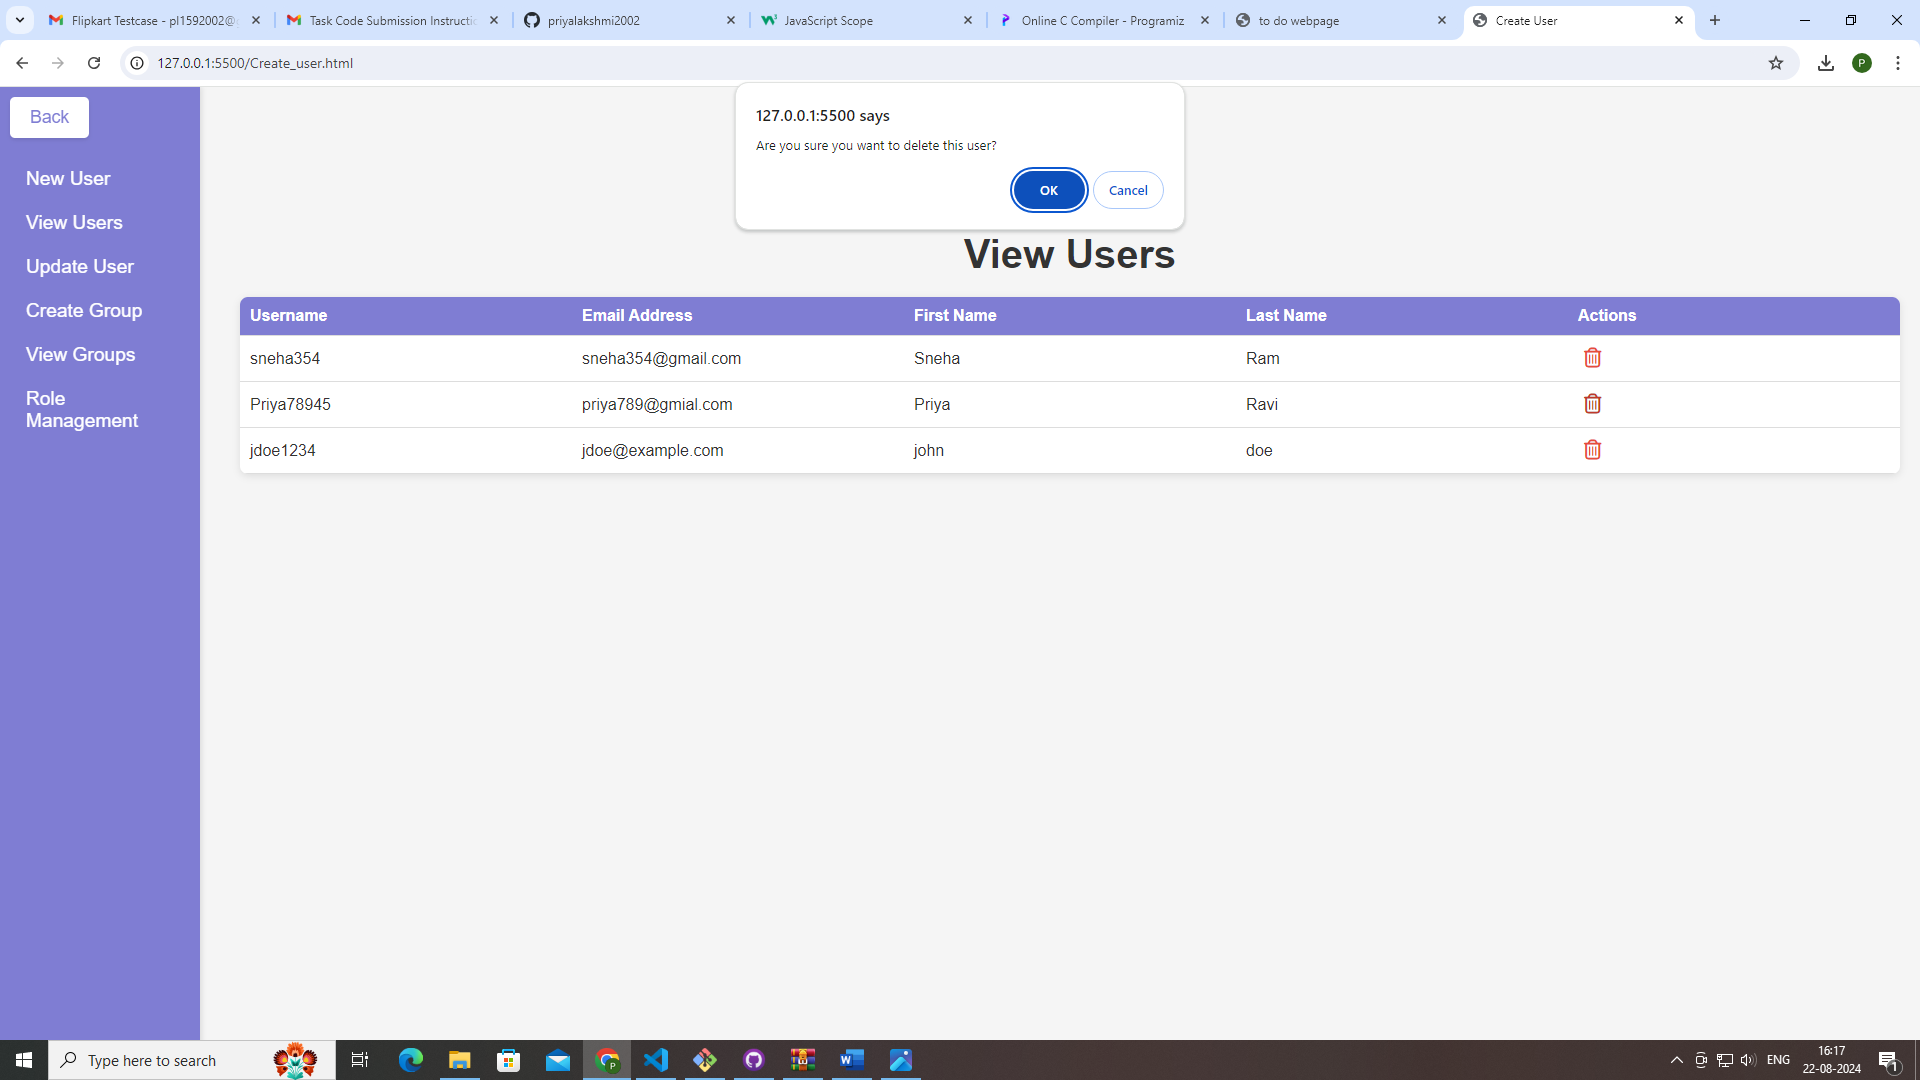 Flipkart Testcase - pl1592002@g
Task Code Submission Instructic
priyalakshmi2002
JavaScript Scope
Online C Compiler - Programiz
to do webpage
Create User
127.0.0.1:5500/Create_user.html
P
127.0.0.1:5500 says
Are you sure you want to delete this user?
OK
Cancel
Back
New User
View Users
Update User
Create Group
View Groups
Role
Management
View Users
Username Email Address First Name Last Name Actions
sneha354 sneha354@gmail.com Sneha Ram
Priya78945 priya789@gmial.com Priya Ravi
jdoe1234 jdoe@example.com john doe
Type here to search
ENG
16:17
22-08-2024
1